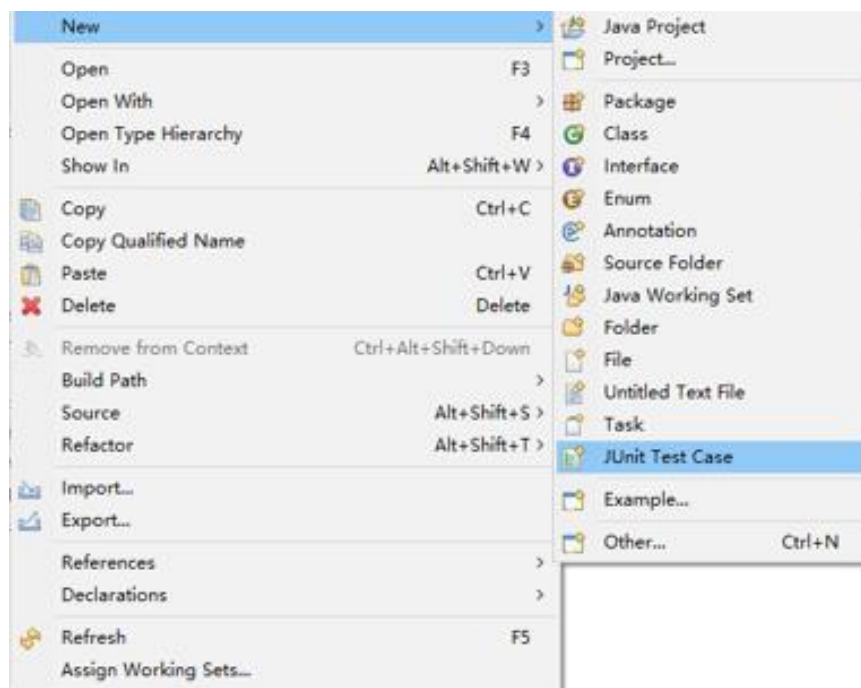 New >
Open F3
Open With >
Open Type Hierarchy F4
Show In Alt+Shift+W >
Copy Ctrl+C
Copy Qualified Name
Paste Ctrl+V
Delete Delete
Remove from Context Ctrl+Alt+Shift+Down
Build Path >
Source Alt+Shift+S >
Refactor Alt+Shift+T >
Import...
Export...
References >
Declarations >
Refresh F5
Assign Working Sets...
Java Project
Project...
Package
Class
Interface
Enum
Annotation
Source Folder
Java Working Set
Folder
File
Untitled Text File
Task
JUnit Test Case
Example...
Other... Ctrl+N